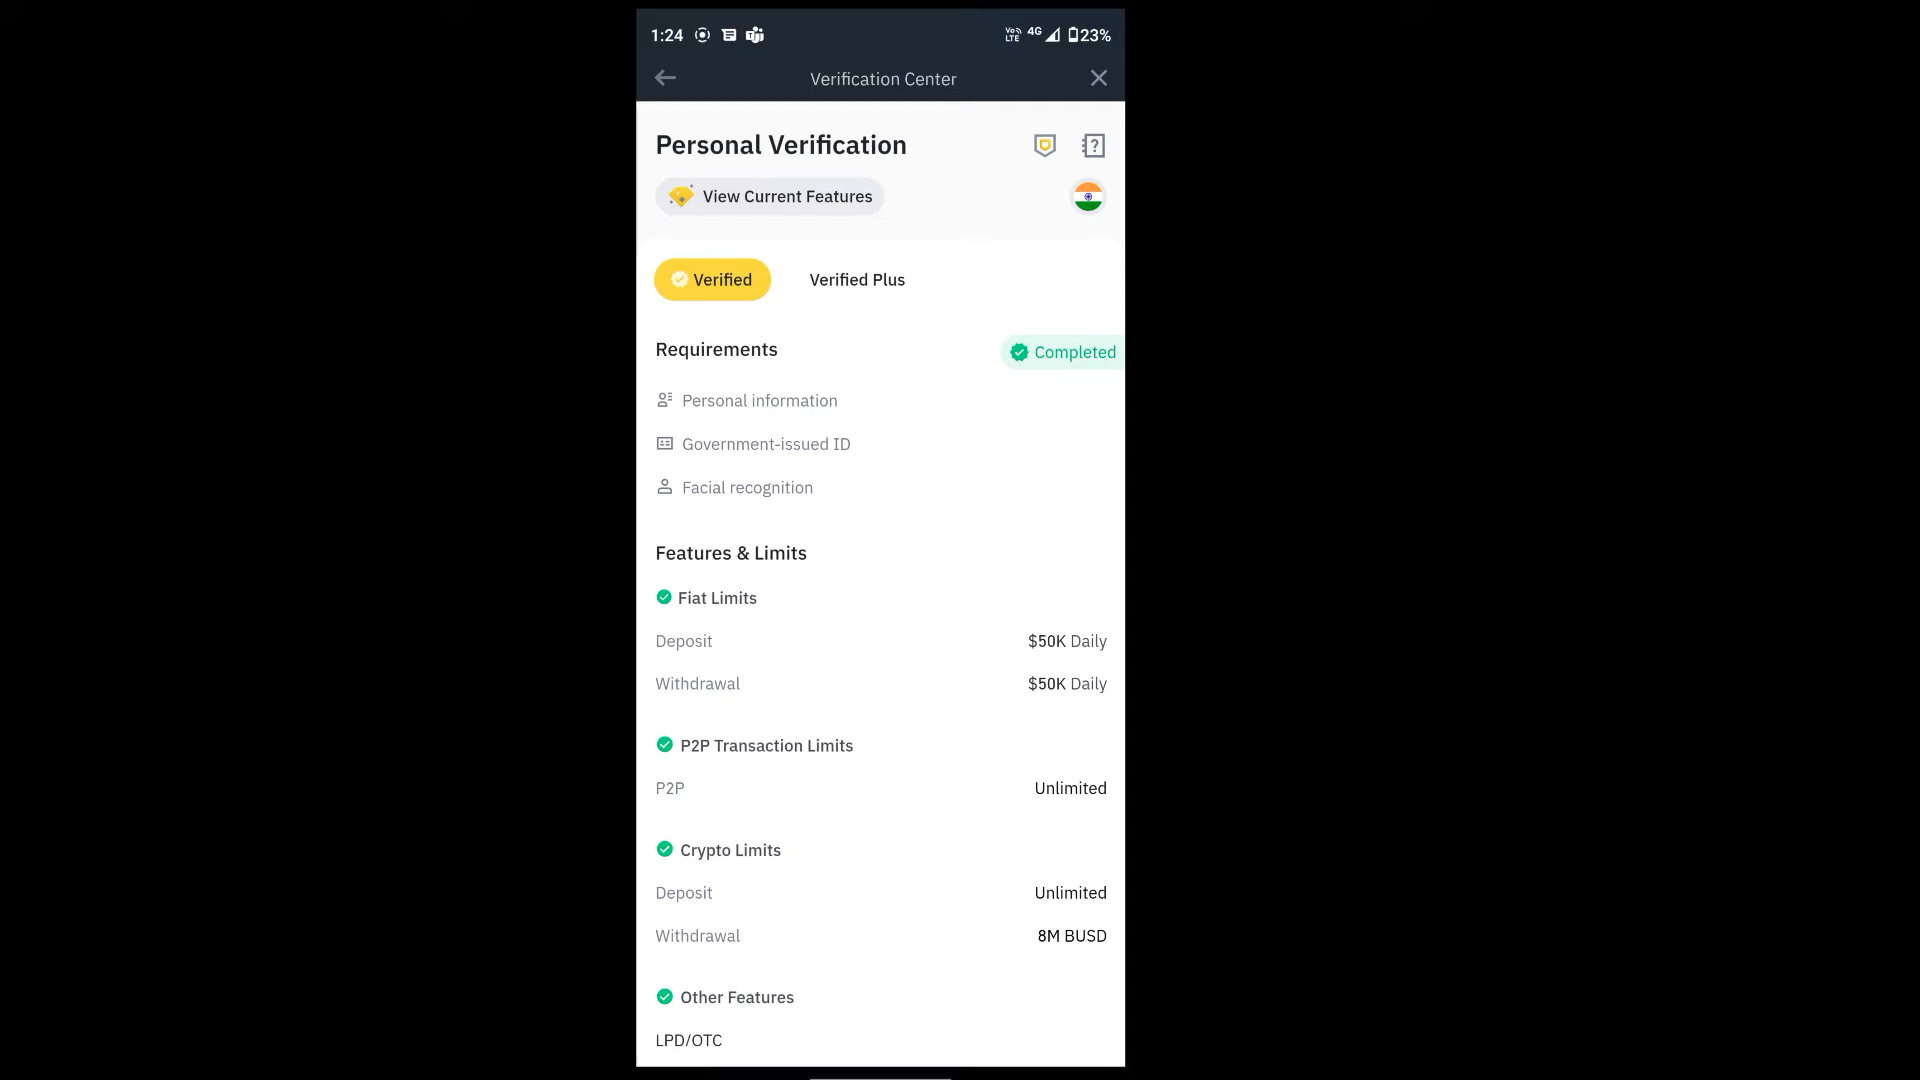 1:24
Vo LTE 4G 23%
Verification Center
Personal Verification
View Current Features
Verified
Verified Plus
Requirements
Completed
Personal information
Government-issued ID
Facial recognition
Features & Limits
Fiat Limits
Deposit $50K Daily
Withdrawal $50K Daily
P2P Transaction Limits
P2P Unlimited
Crypto Limits
Deposit Unlimited
Withdrawal 8M BUSD
Other Features
LPD/OTC